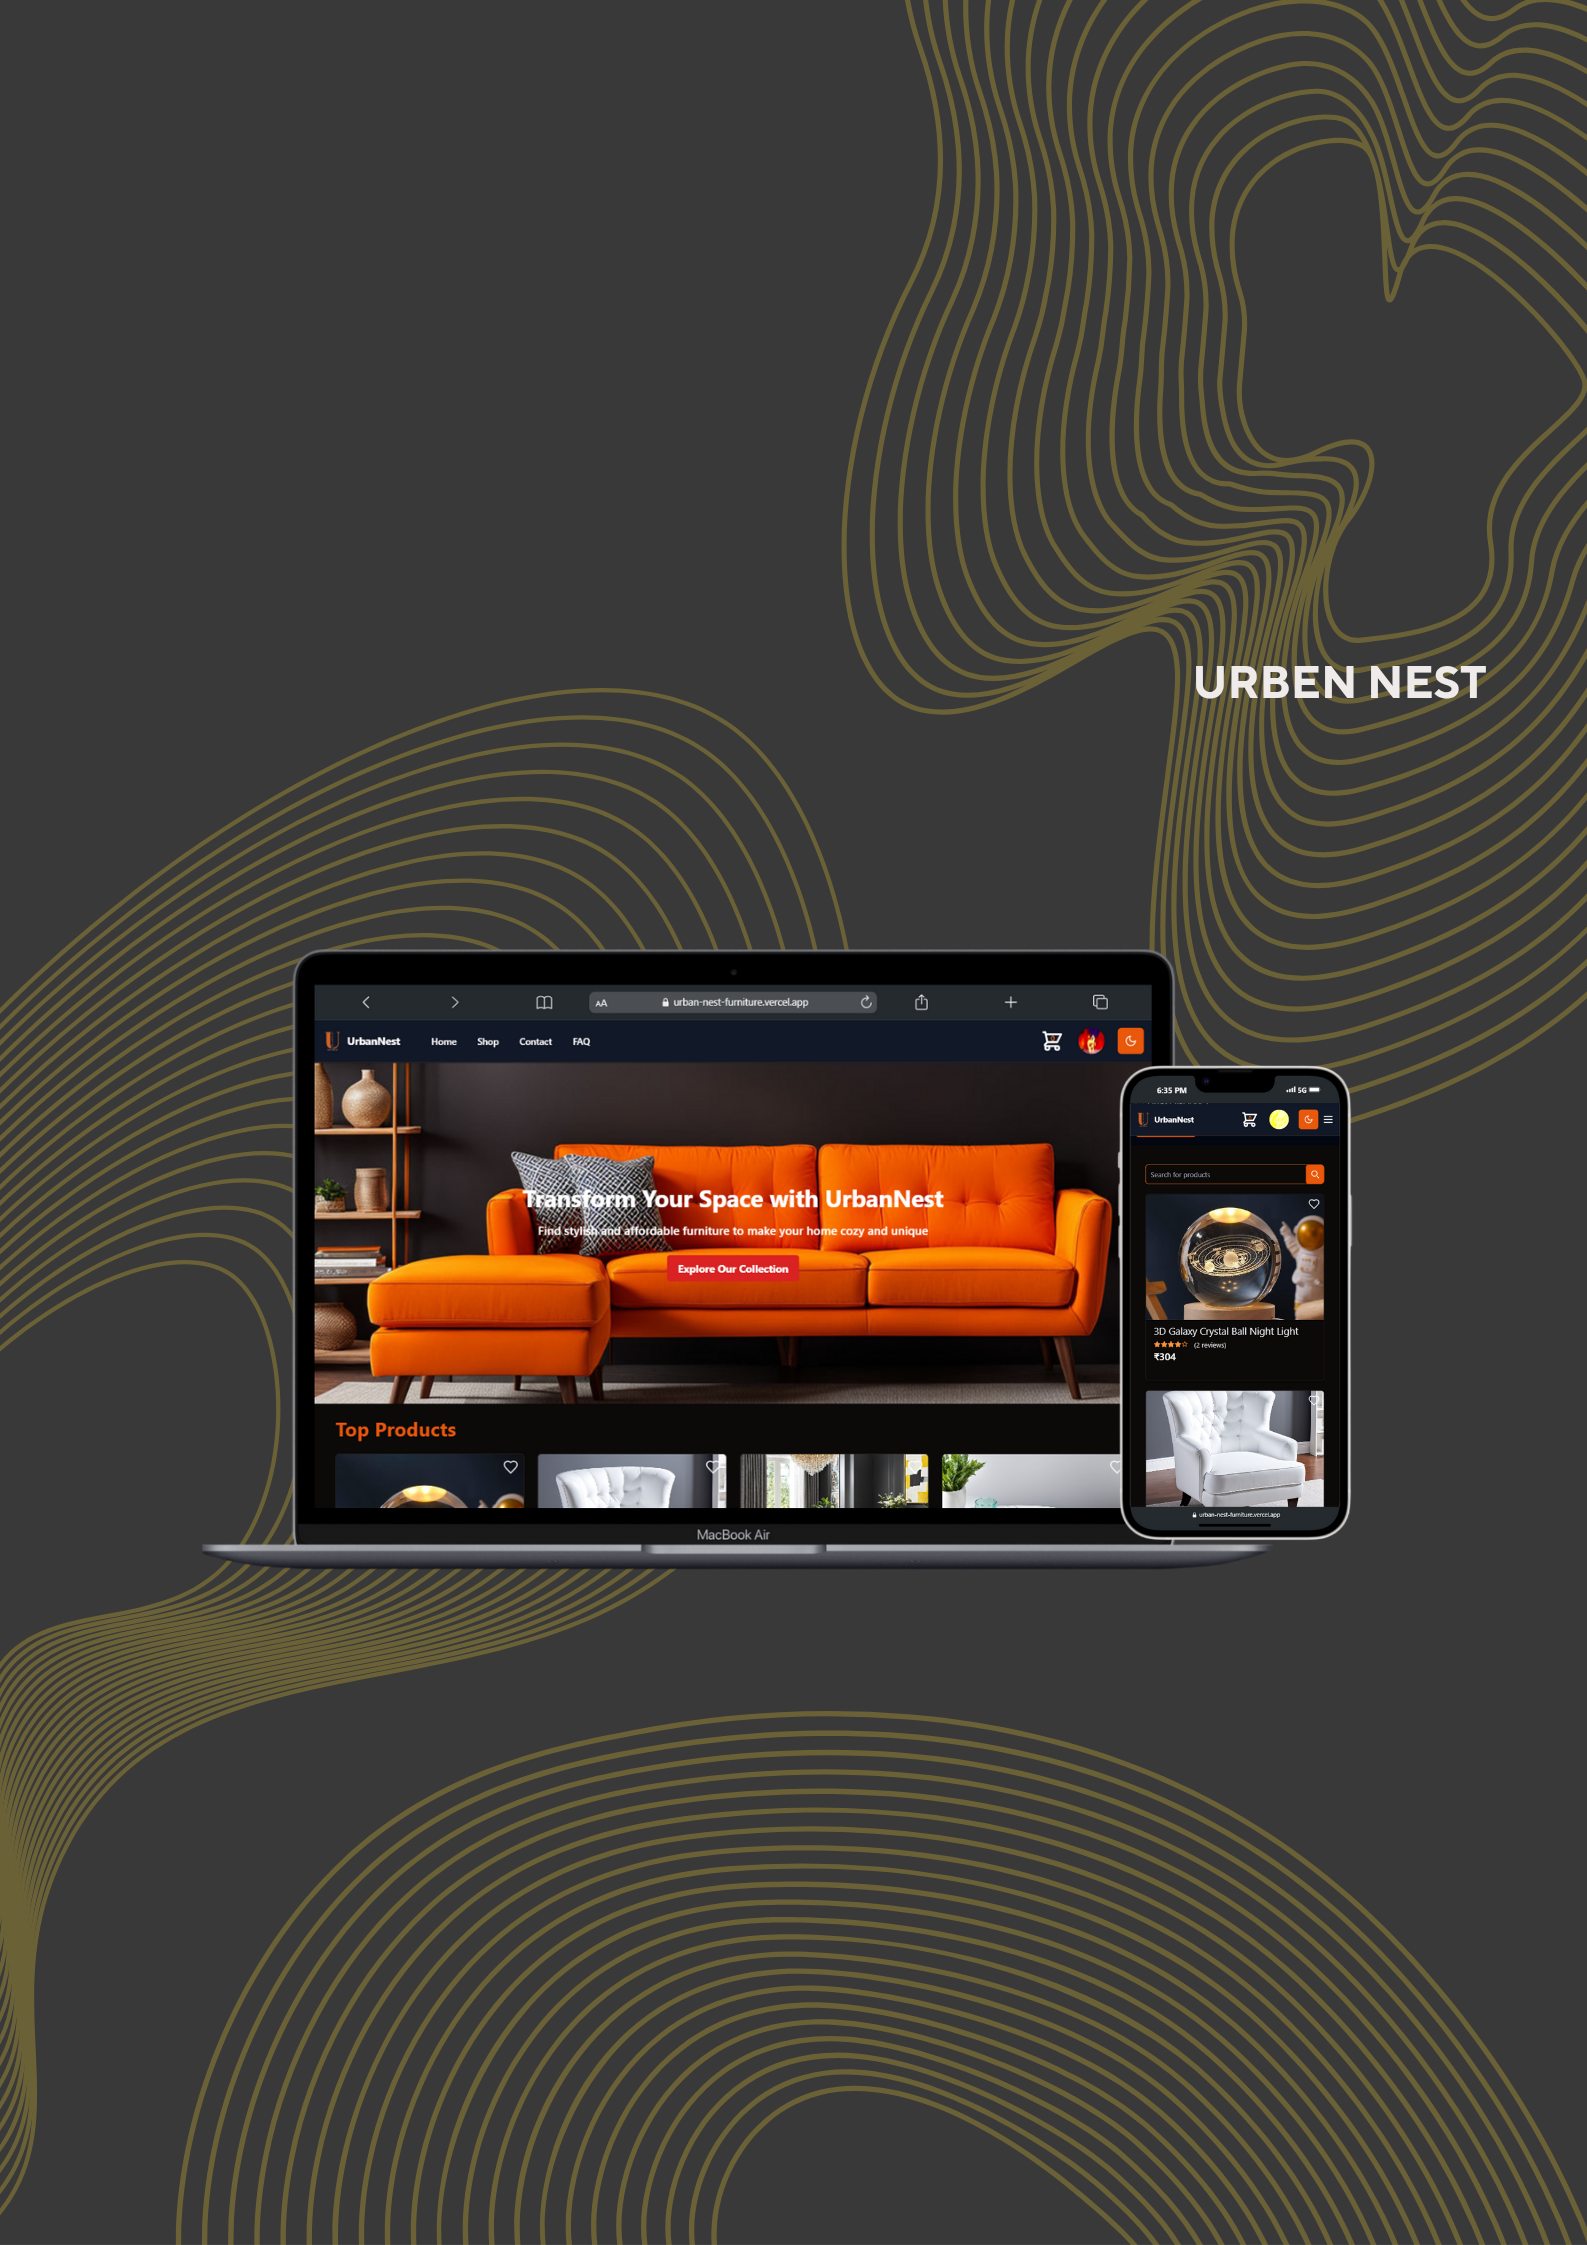 URBEN NEST
AA urban-nest-furniture.vercel.app
UrbanNest Home Shop Contact FAQ
Transform Your Space with UrbanNest
Find stylish and affordable furniture to make your home cozy and unique
Explore Our Collection
Top Products
MacBook Air
6:35 PM 5G
UrbanNest
Search for products
3D Galaxy Crystal Ball Night Light
(2 reviews)
₹304
urban-nest-furniture.vercel.app